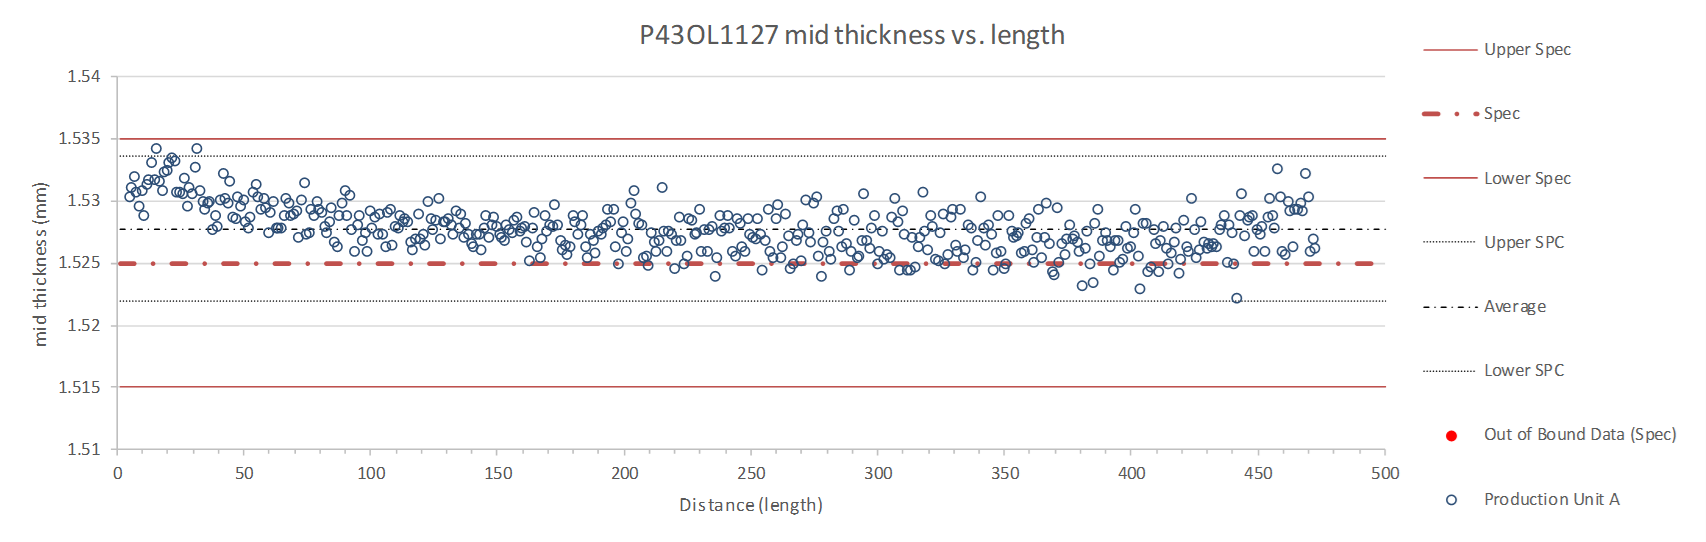 P43OL1127 mid thickness vs. length
Upper Spec
Spec
Lower Spec
Upper SPC
Average
Lower SPC
Out of Bound Data (Spec)
Production Unit A
mid thickness (mm)
1.54
1.535
1.53
1.525
1.52
1.515
1.51
0 50 100 150 200 250 300 350 400 450 500
Distance (length)